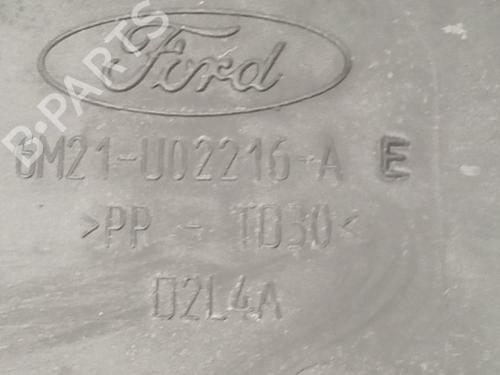 Ford
6M21-U02216-A E
>PP - TD30<
D2L4A
B-PARTS